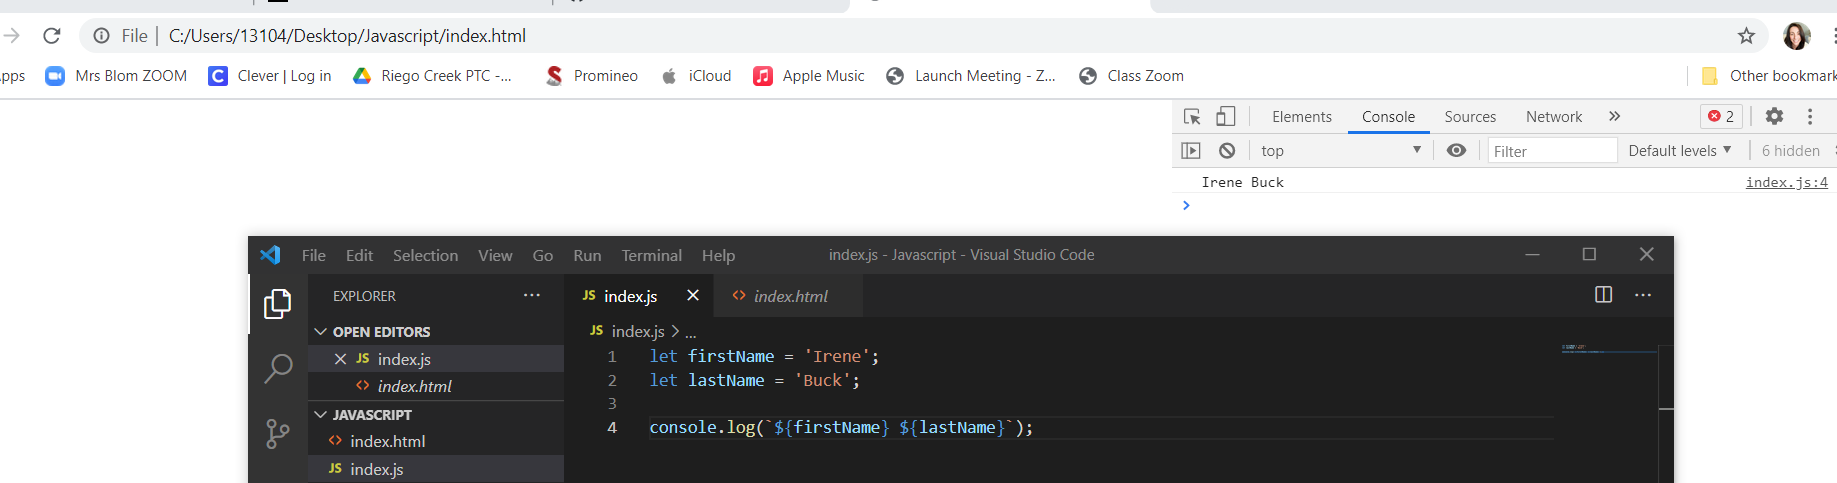 File | C:/Users/13104/Desktop/Javascript/index.html
pps Mrs Blom ZOOM Clever | Log in Riego Creek PTC -... Promineo iCloud Apple Music Launch Meeting - Z... Class Zoom Other bookmark
Elements Console Sources Network » 2
top Filter Default levels 6 hidden
Irene Buck index.js:4
>
File Edit Selection View Go Run Terminal Help index.js - Javascript - Visual Studio Code
EXPLORER ... JS index.js <> index.html ...
OPEN EDITORS JS index.js > ...
JS index.js
<> index.html
JAVASCRIPT
<> index.html
JS index.js
1 let firstName = 'Irene';
2 let lastName = 'Buck';
3
4 console.log(`${firstName} ${lastName}`);